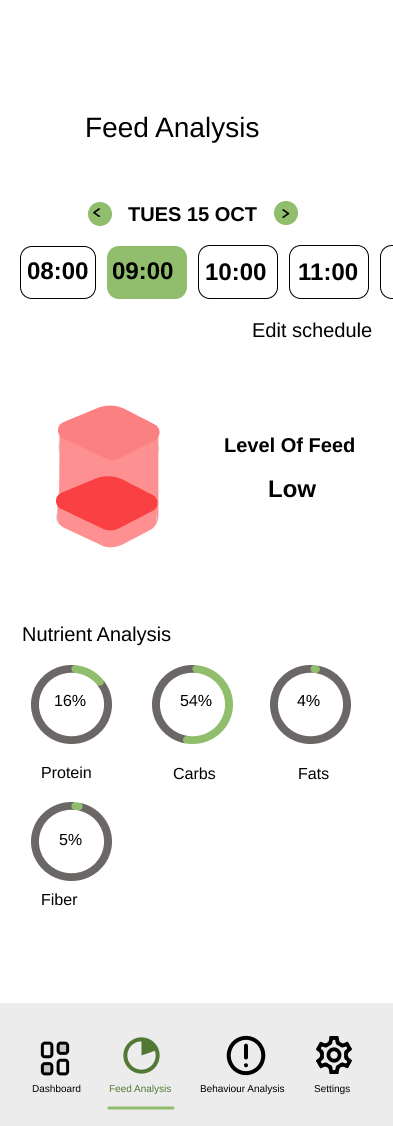 Feed Analysis
< TUES 15 OCT >
08:00 09:00 10:00 11:00
Edit schedule
Level Of Feed
Low
Nutrient Analysis
16% 54% 4%
Protein Carbs Fats
5%
Fiber
Dashboard Feed Analysis Behaviour Analysis Settings